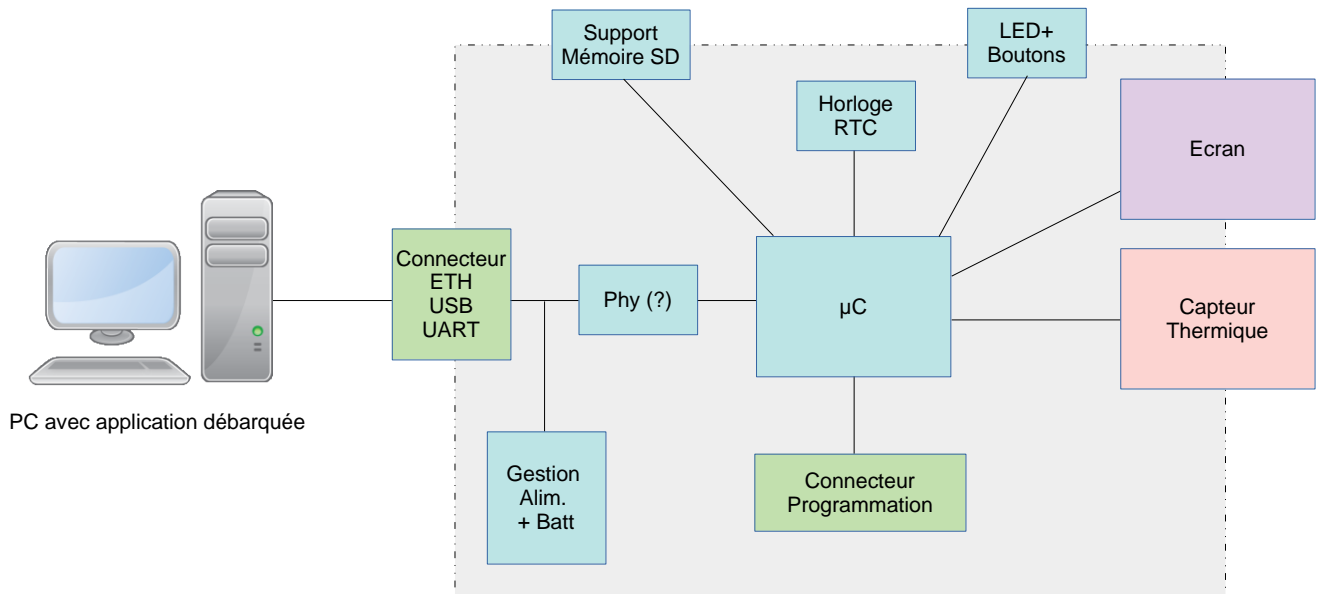 Support
Mémoire SD
LED+
Boutons
Horloge
RTC
Ecran
Connecteur
ETH
USB
UART
Phy (?)
µC
Capteur
Thermique
PC avec application débarquée
Gestion
Alim.
+ Batt
Connecteur
Programmation